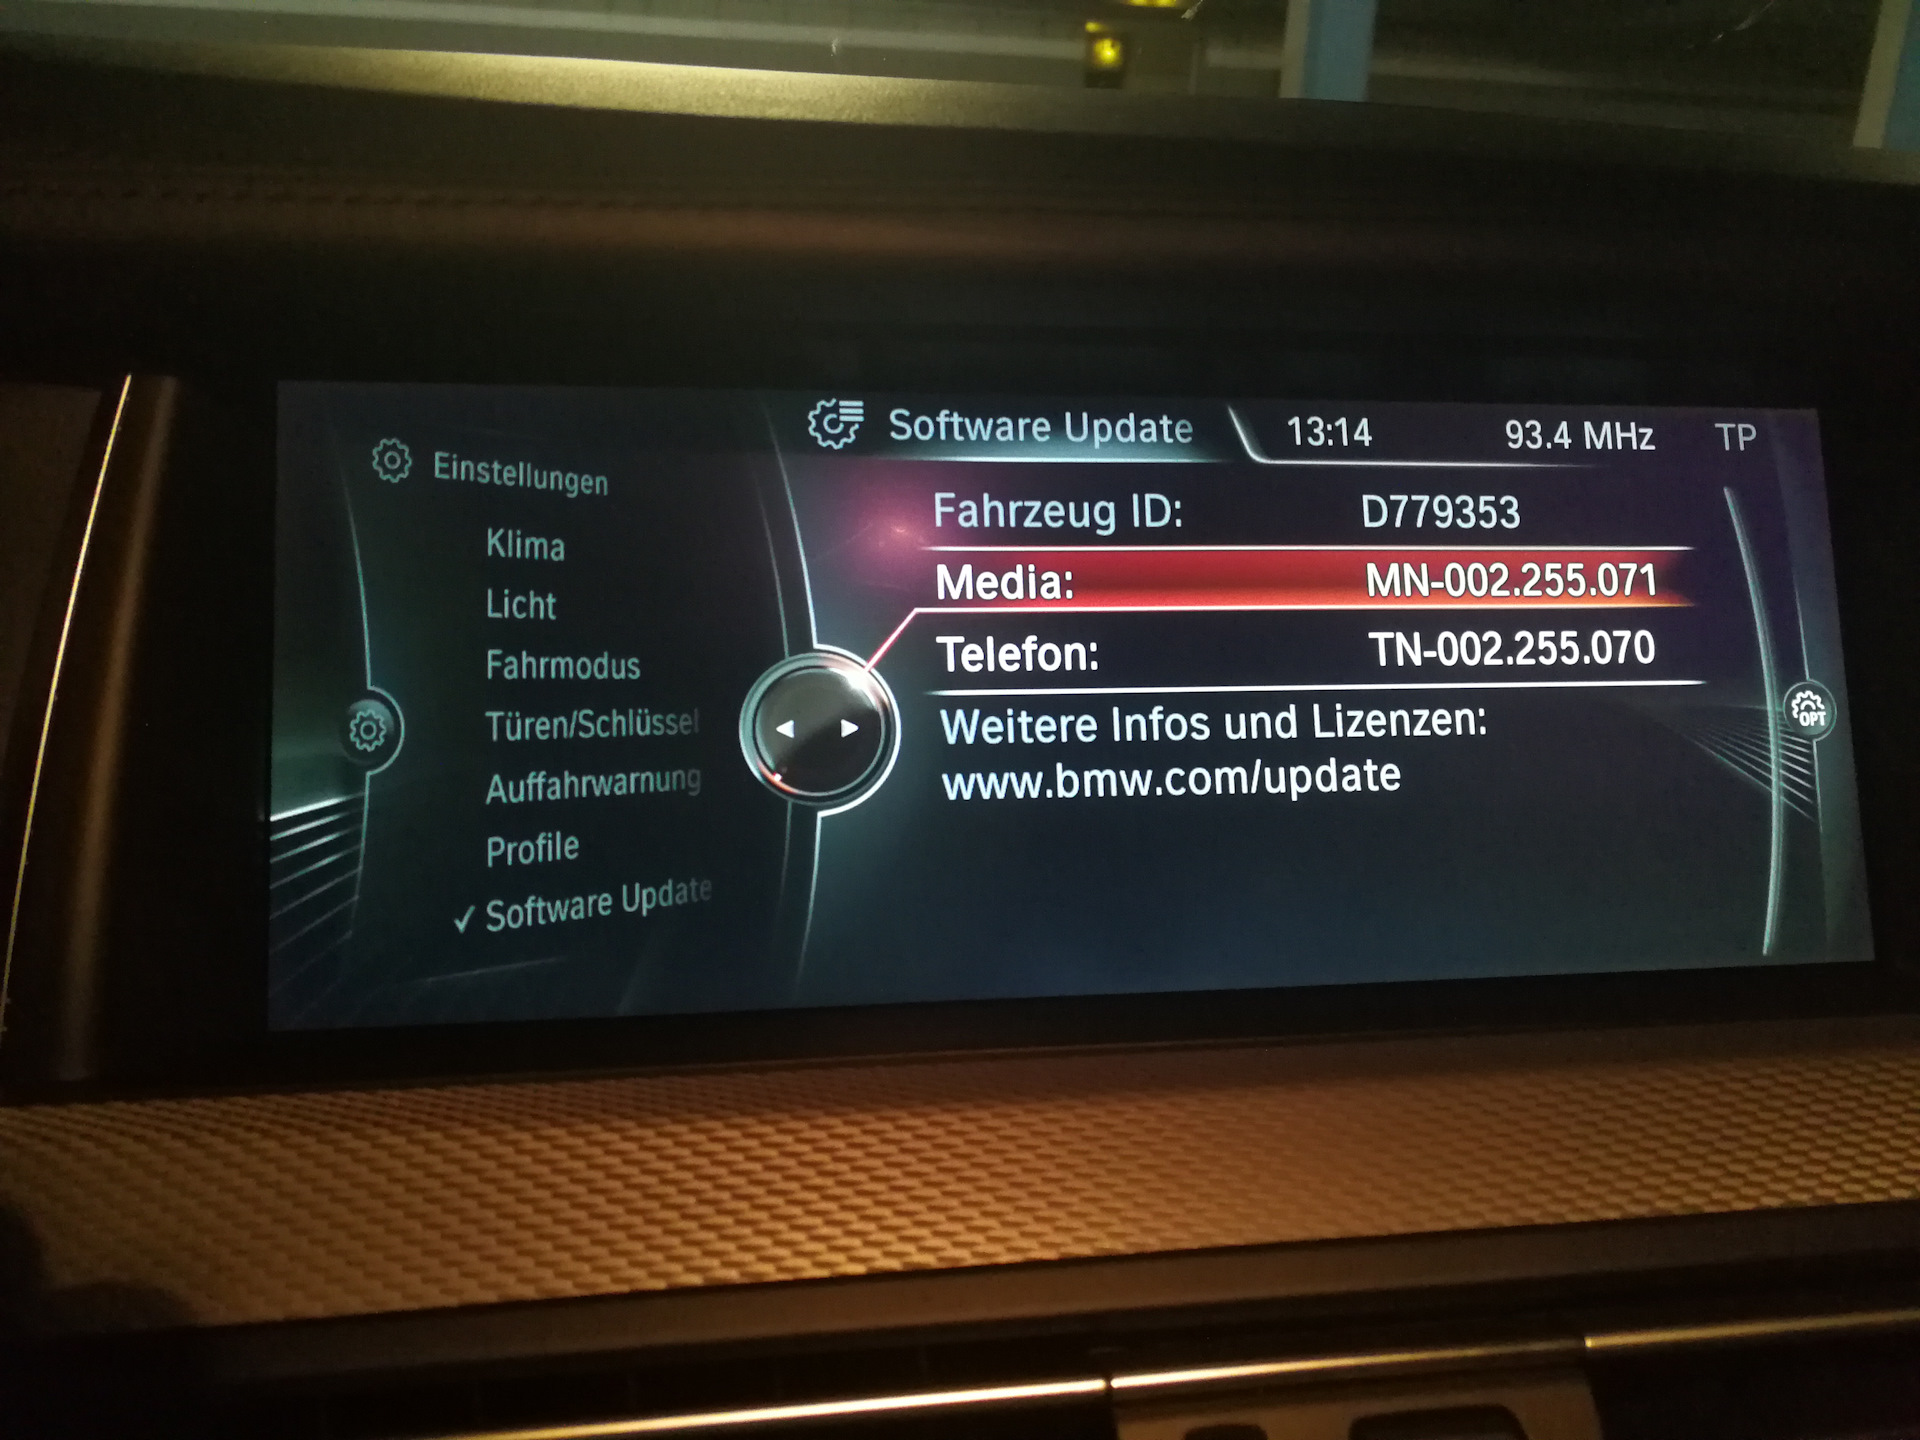 Software Update 13:14 93.4 MHz TP
Einstellungen
Klima
Licht
Fahrmodus
Türen/Schlüssel
Auffahrwarnung
Profile
✓ Software Update
Fahrzeug ID: D779353
Media: MN-002.255.071
Telefon: TN-002.255.070
Weitere Infos und Lizenzen:
www.bmw.com/update
OPT